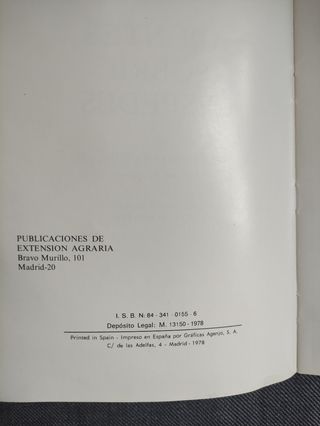 PUBLICACIONES DE
EXTENSION AGRARIA
Bravo Murillo, 101
Madrid-20
I. S. B. N. 84 - 341 - 0155 - 6
Depósito Legal: M. 13150 - 1978
Printed in Spain - Impreso en España por Gráficas Agenjo, S. A.
C/ de las Adelfas, 4 - Madrid - 1978